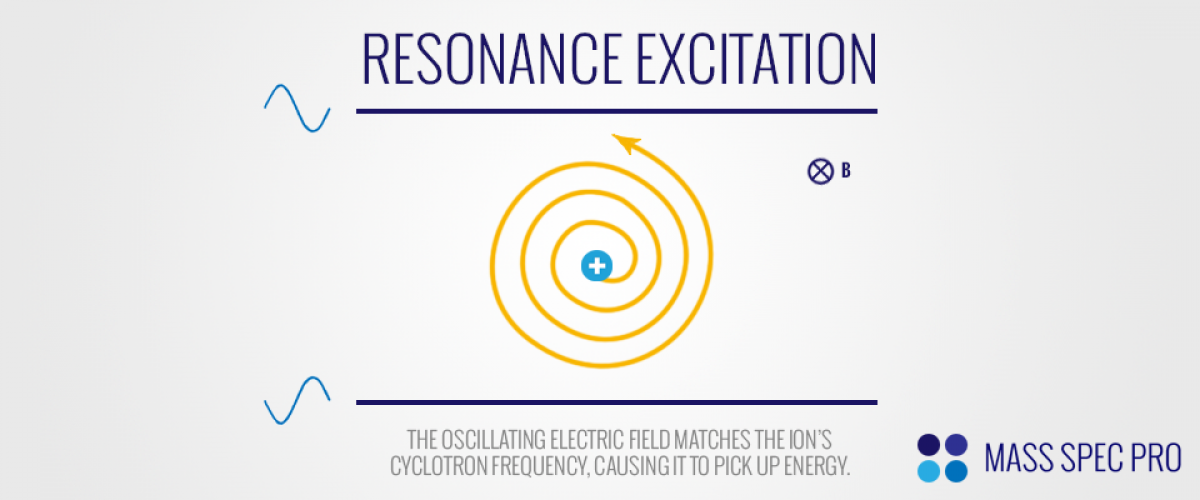 RESONANCE EXCITATION
B
THE OSCILLATING ELECTRIC FIELD MATCHES THE ION'S
CYCLOTRON FREQUENCY, CAUSING IT TO PICK UP ENERGY.
MASS SPEC PRO